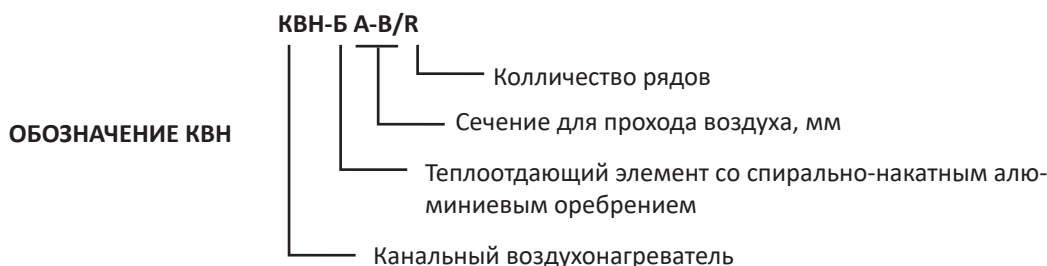 КВН-Б А-В/R
Колличество рядов
Сечение для прохода воздуха, мм
ОБОЗНАЧЕНИЕ КВН
Теплоотдающий элемент со спирально-накатным алю-
миниевым оребрением
Канальный воздухонагреватель